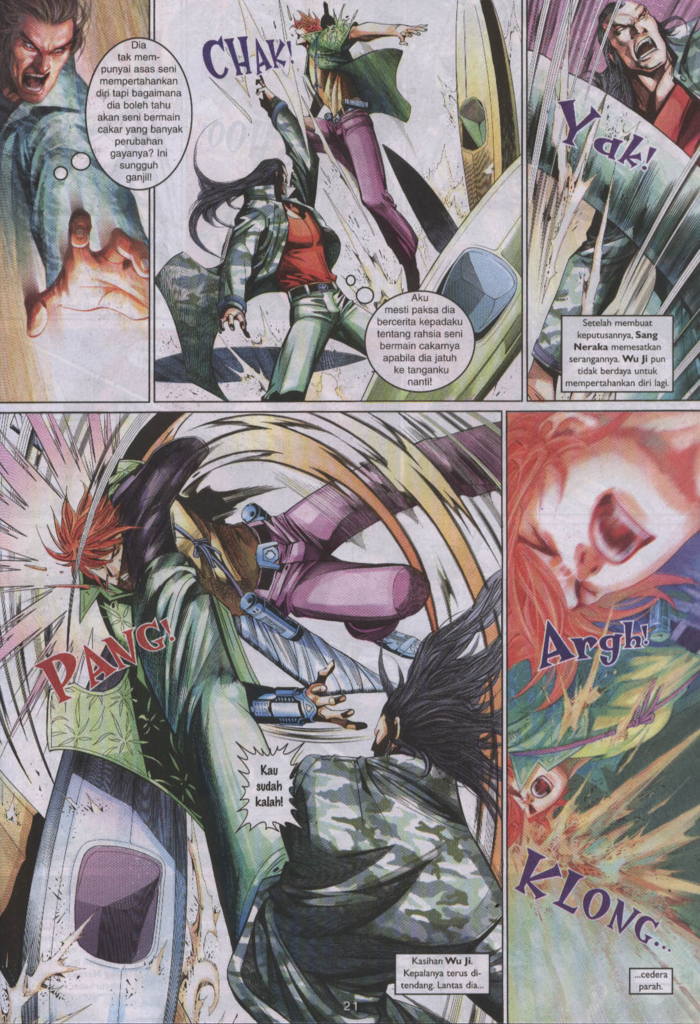 Dia
tak mem-
punyai asas seni
mempertahankan
diri tapi bagaimana
dia boleh tahu
akan seni bermain
cakar yang banyak
perubahan
gayanya? Ini
sungguh
ganjil!
CHAK!
Aku
mesti paksa dia
bercerita kepadaku
tentang rahsia seni
bermain cakarnya
apabila dia jatuh
ke tanganku
nanti!
Yak!
Setelah membuat
keputusannya, Sang
Neraka memesatkan
serangannya. Wu Ji pun
tidak berdaya untuk
mempertahankan diri lagi.
PANG!
Kau
sudah
kalah!
Kasihan Wu Ji.
Kepalanya terus di-
tendang. Lantas dia...
Argh!
KLONG...
...cedera
parah.
21